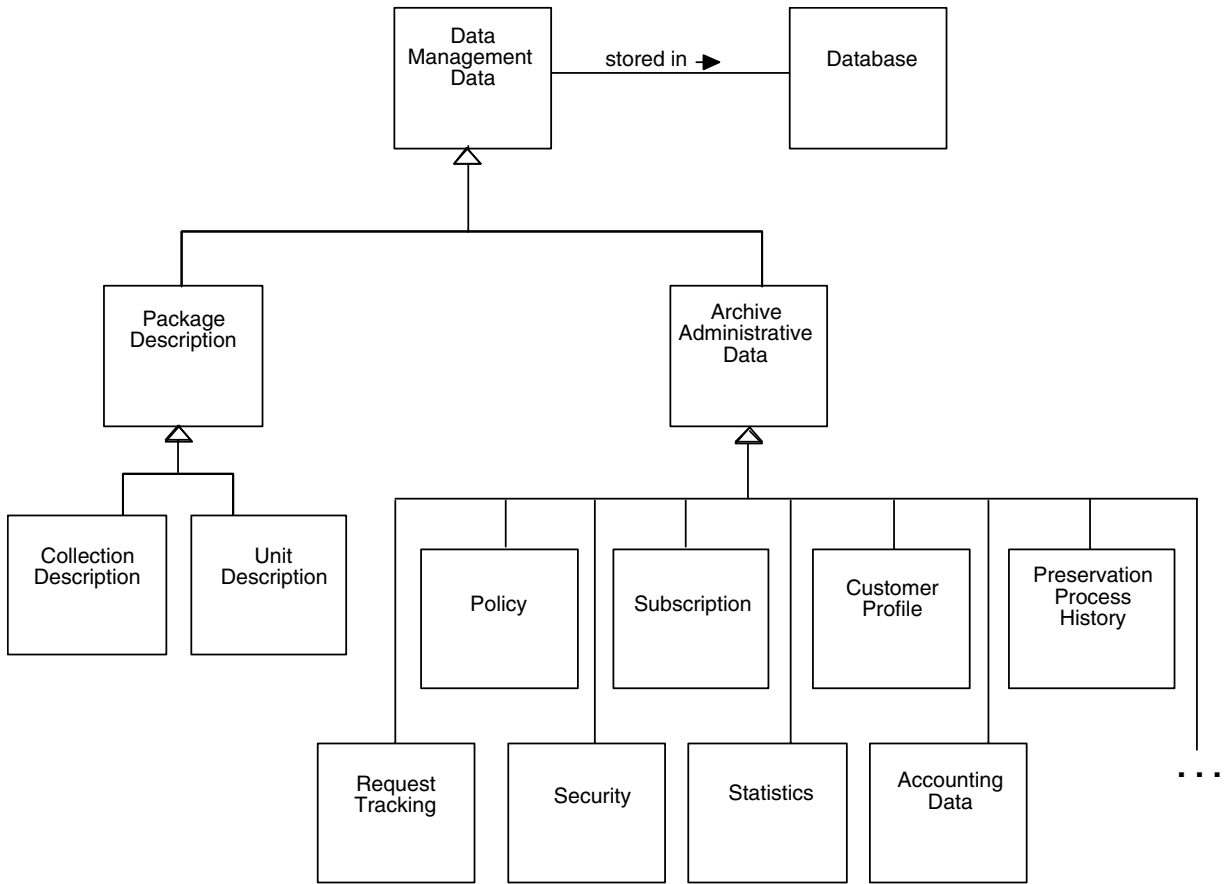 Data
Management
Data
stored in
Database
Package
Description
Archive
Administrative
Data
Collection
Description
Unit
Description
Policy
Subscription
Customer
Profile
Preservation
Process
History
Request
Tracking
Security
Statistics
Accounting
Data
. . .